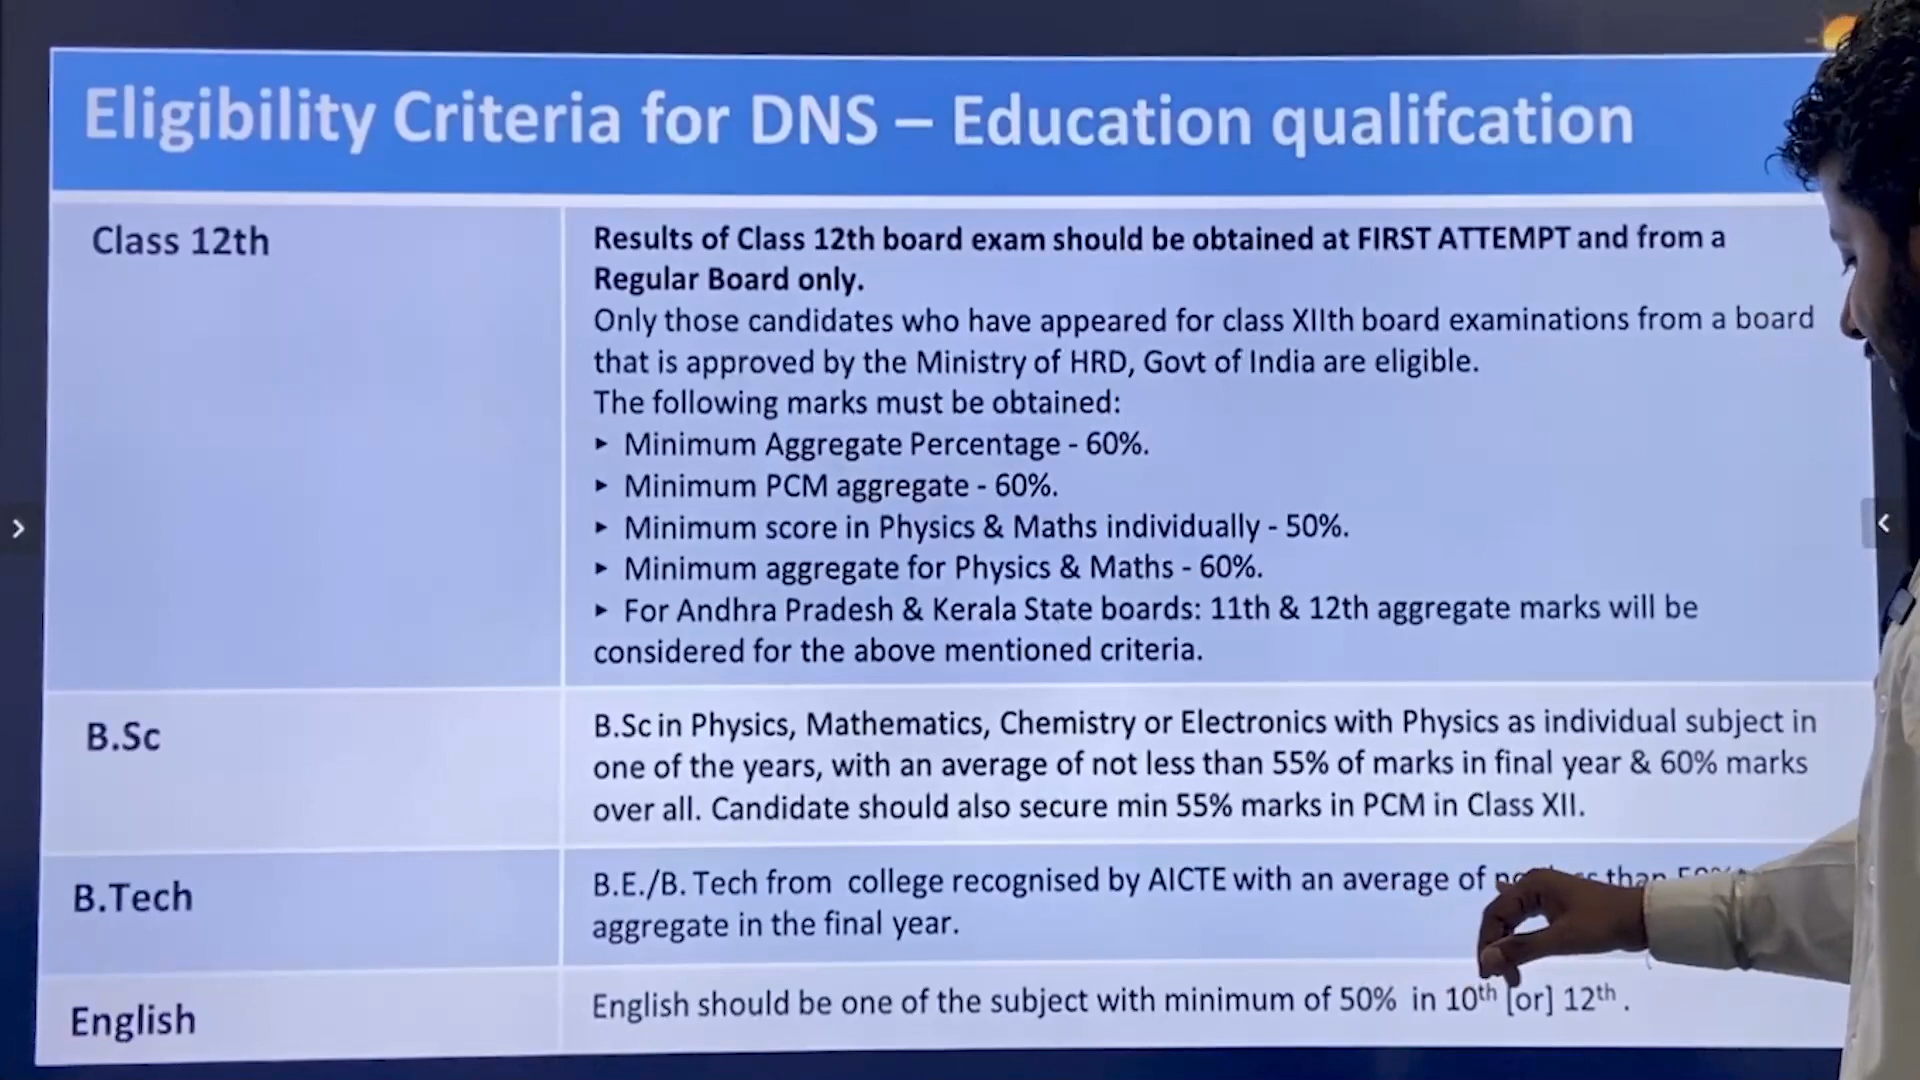 Eligibility Criteria for DNS – Education qualifcation
Class 12th
Results of Class 12th board exam should be obtained at FIRST ATTEMPT and from a
Regular Board only.
Only those candidates who have appeared for class XIIth board examinations from a board
that is approved by the Ministry of HRD, Govt of India are eligible.
The following marks must be obtained:
▸ Minimum Aggregate Percentage - 60%.
▸ Minimum PCM aggregate - 60%.
▸ Minimum score in Physics & Maths individually - 50%.
▸ Minimum aggregate for Physics & Maths - 60%.
▸ For Andhra Pradesh & Kerala State boards: 11th & 12th aggregate marks will be
considered for the above mentioned criteria.
B.Sc
B.Sc in Physics, Mathematics, Chemistry or Electronics with Physics as individual subject in
one of the years, with an average of not less than 55% of marks in final year & 60% marks
over all. Candidate should also secure min 55% marks in PCM in Class XII.
B.Tech
B.E./B. Tech from college recognised by AICTE with an average of than
aggregate in the final year.
English
English should be one of the subject with minimum of 50% in 10th [or] 12th .